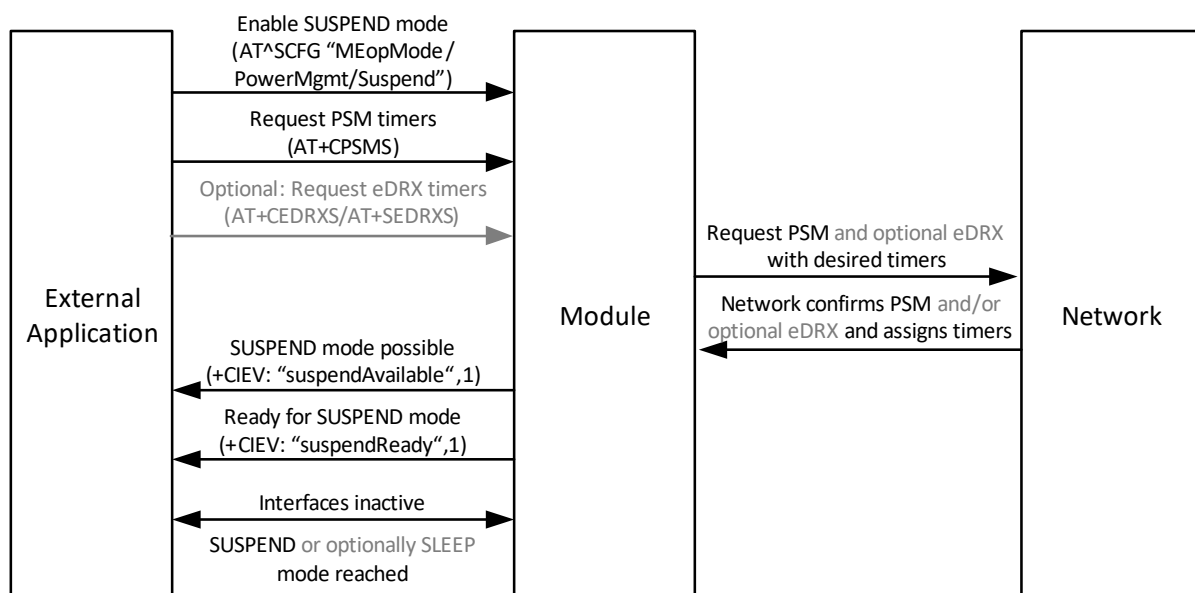 Enable SUSPEND mode
(AT^SCFG “MEopMode/
PowerMgmt/Suspend”)
Request PSM timers
(AT+CPSMS)
Optional: Request eDRX timers
(AT+CEDRXS/AT+SEDRXS)
Request PSM and optional eDRX
with desired timers
External
Application
Module
Network
Network confirms PSM and/or
optional eDRX and assigns timers
SUSPEND mode possible
(+CIEV: “suspendAvailable“,1)
Ready for SUSPEND mode
(+CIEV: “suspendReady“,1)
Interfaces inactive
SUSPEND or optionally SLEEP
mode reached